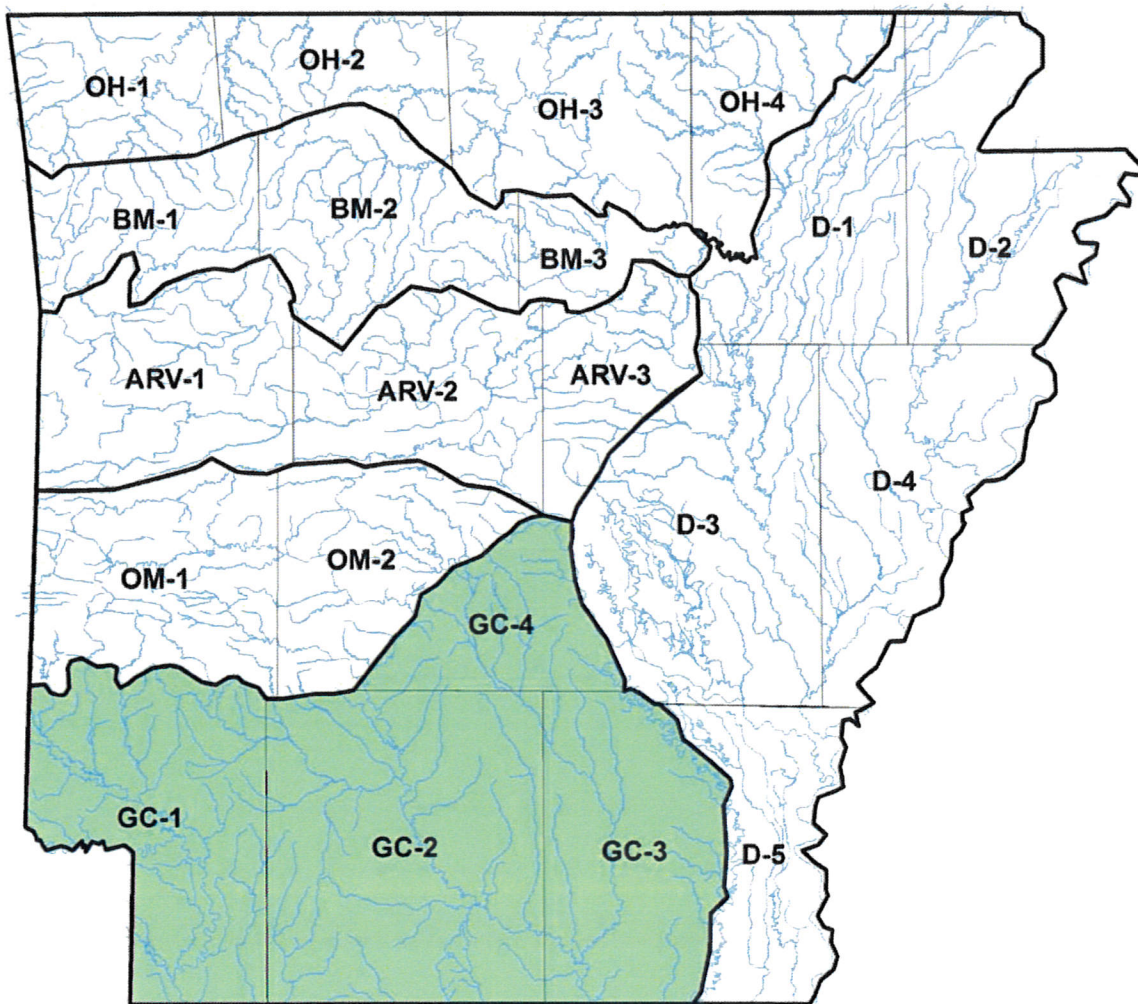 OH-1
OH-2
OH-3
OH-4
BM-1
BM-2
BM-3
D-1
D-2
ARV-1
ARV-2
ARV-3
D-3
D-4
OM-1
OM-2
GC-4
GC-1
GC-2
GC-3
D-5